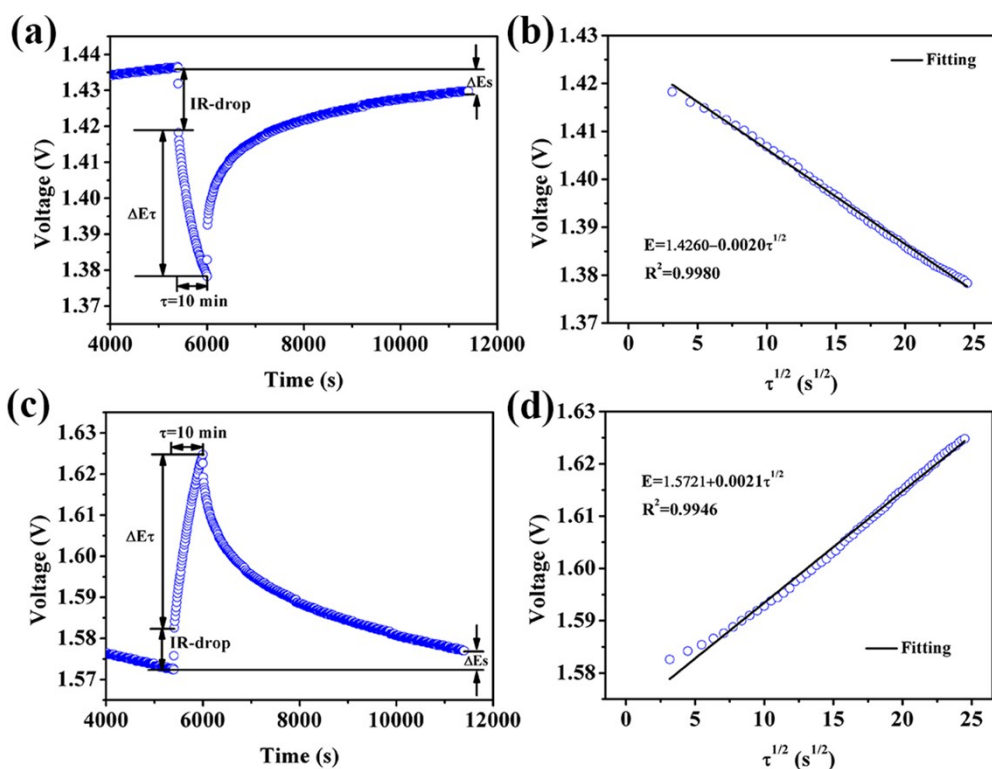 (a)
1.44
1.43
1.42
1.41
1.40
1.39
1.38
1.37
Voltage (V)
IR-drop
ΔEs
ΔEτ
τ=10 min
4000 6000 8000 10000 12000
Time (s)
(b)
1.43
1.42
1.41
1.40
1.39
1.38
1.37
Voltage (V)
Fitting
E=1.4260−0.0020τ1/2
R2=0.9980
0 5 10 15 20 25
τ1/2 (s1/2)
(c)
1.63
1.62
1.61
1.60
1.59
1.58
1.57
Voltage (V)
τ=10 min
ΔEτ
IR-drop
ΔEs
4000 6000 8000 10000 12000
Time (s)
(d)
1.63
1.62
1.61
1.60
1.59
1.58
Voltage (V)
E=1.5721+0.0021τ1/2
R2=0.9946
Fitting
0 5 10 15 20 25
τ1/2 (s1/2)